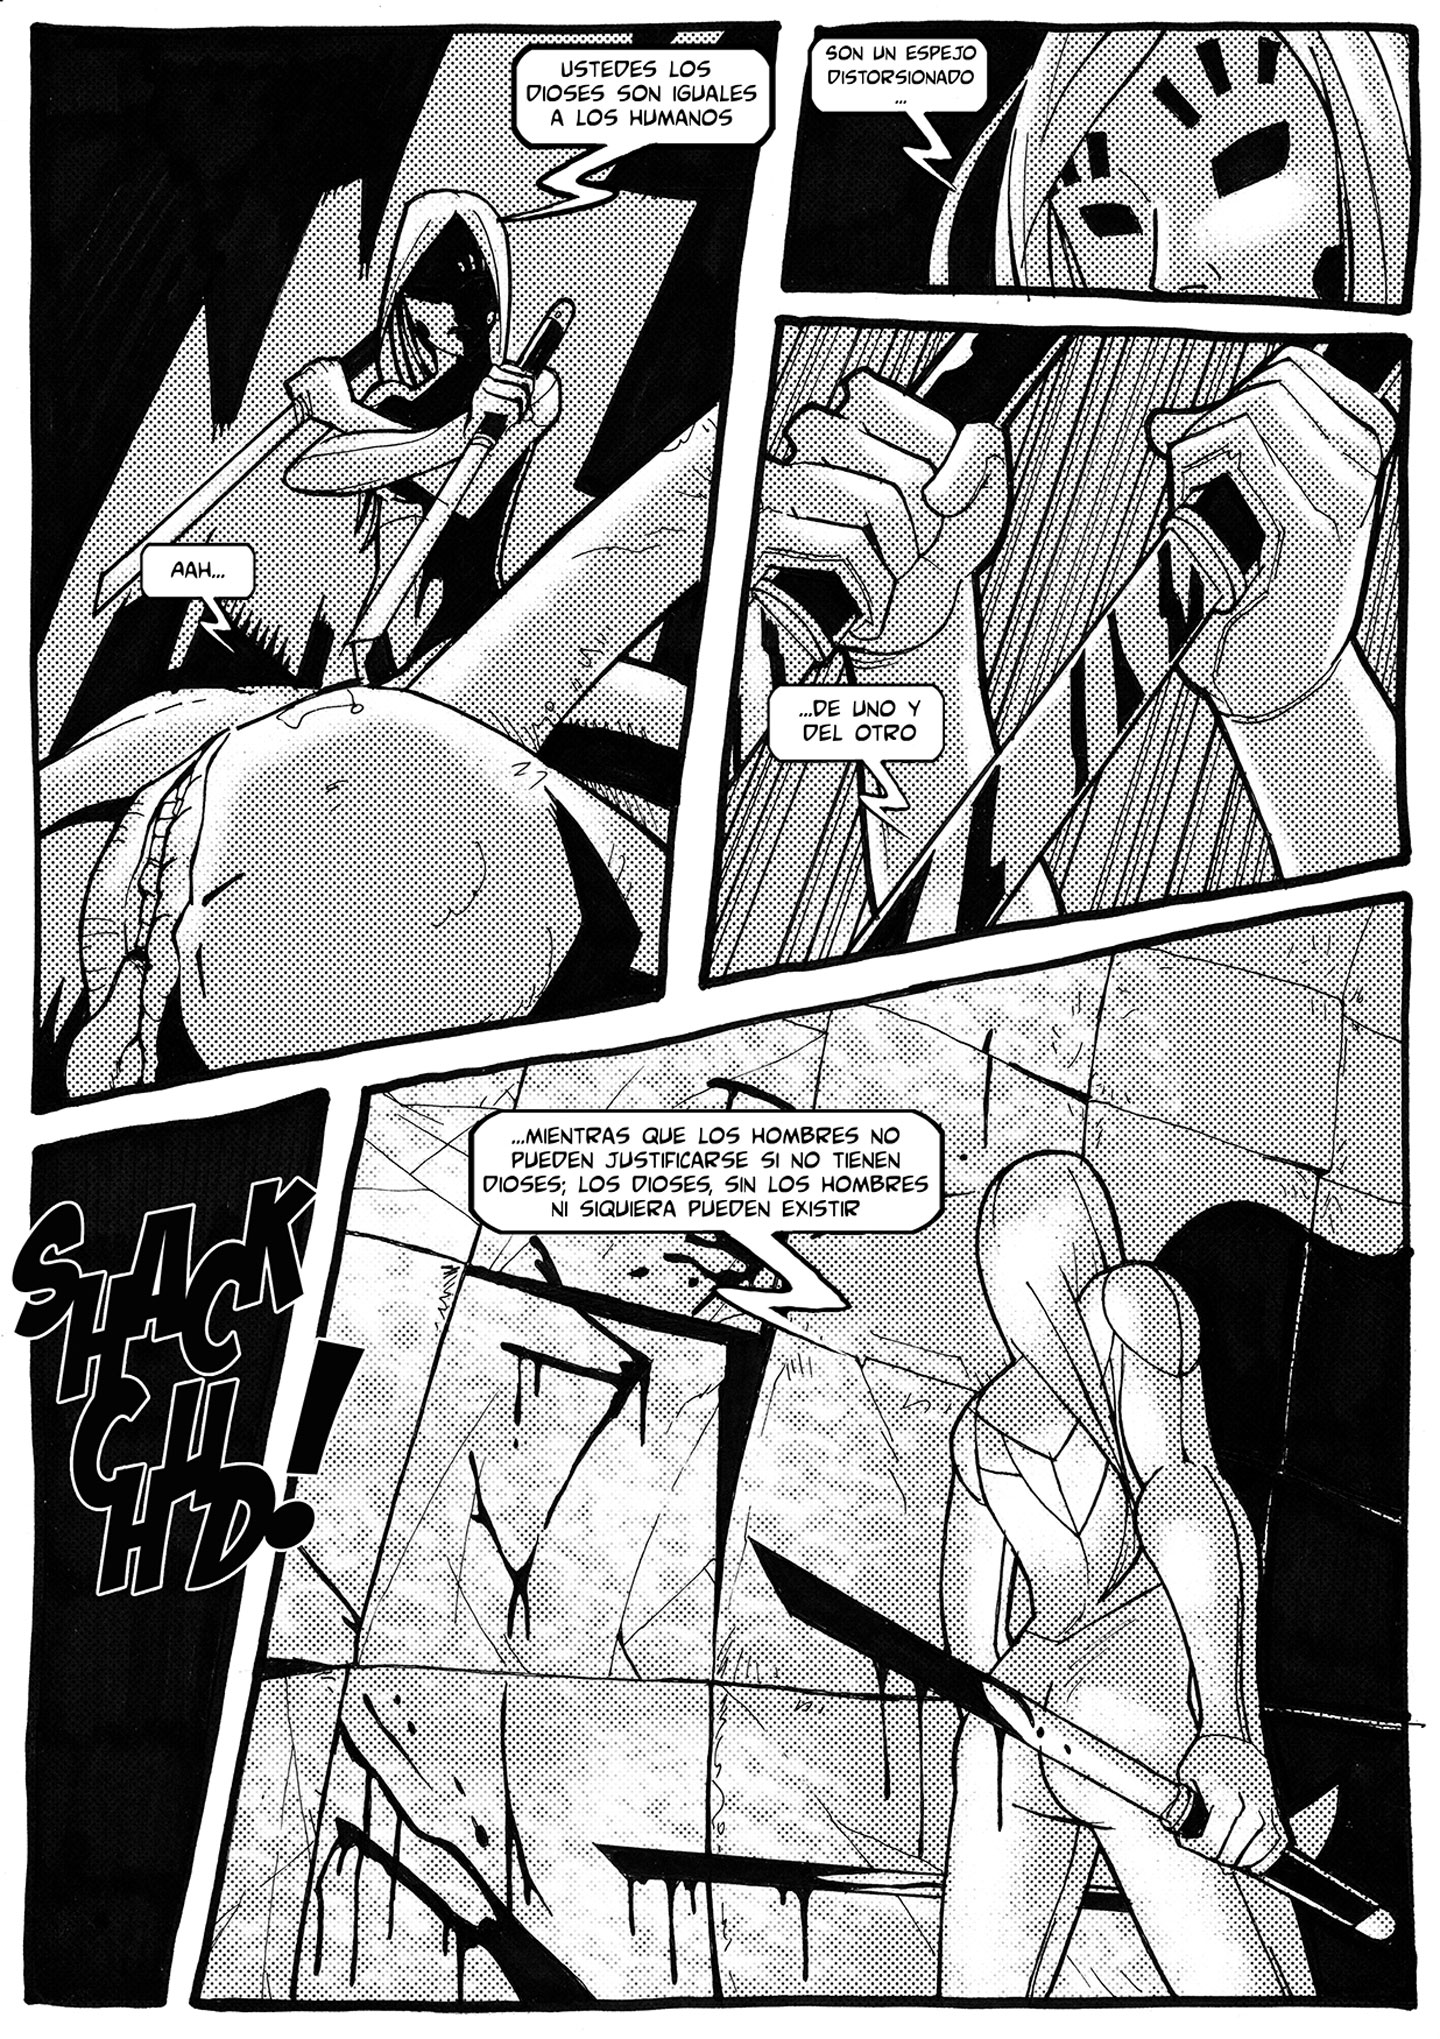 USTEDES LOS
DIOSES SON IGUALES
A LOS HUMANOS
SON UN ESPEJO
DISTORSIONADO
...
AAH...
...DE UNO Y
DEL OTRO
...MIENTRAS QUE LOS HOMBRES NO
PUEDEN JUSTIFICARSE SI NO TIENEN
DIOSES; LOS DIOSES, SIN LOS HOMBRES
NI SIQUIERA PUEDEN EXISTIR
SHACK
CHHD!